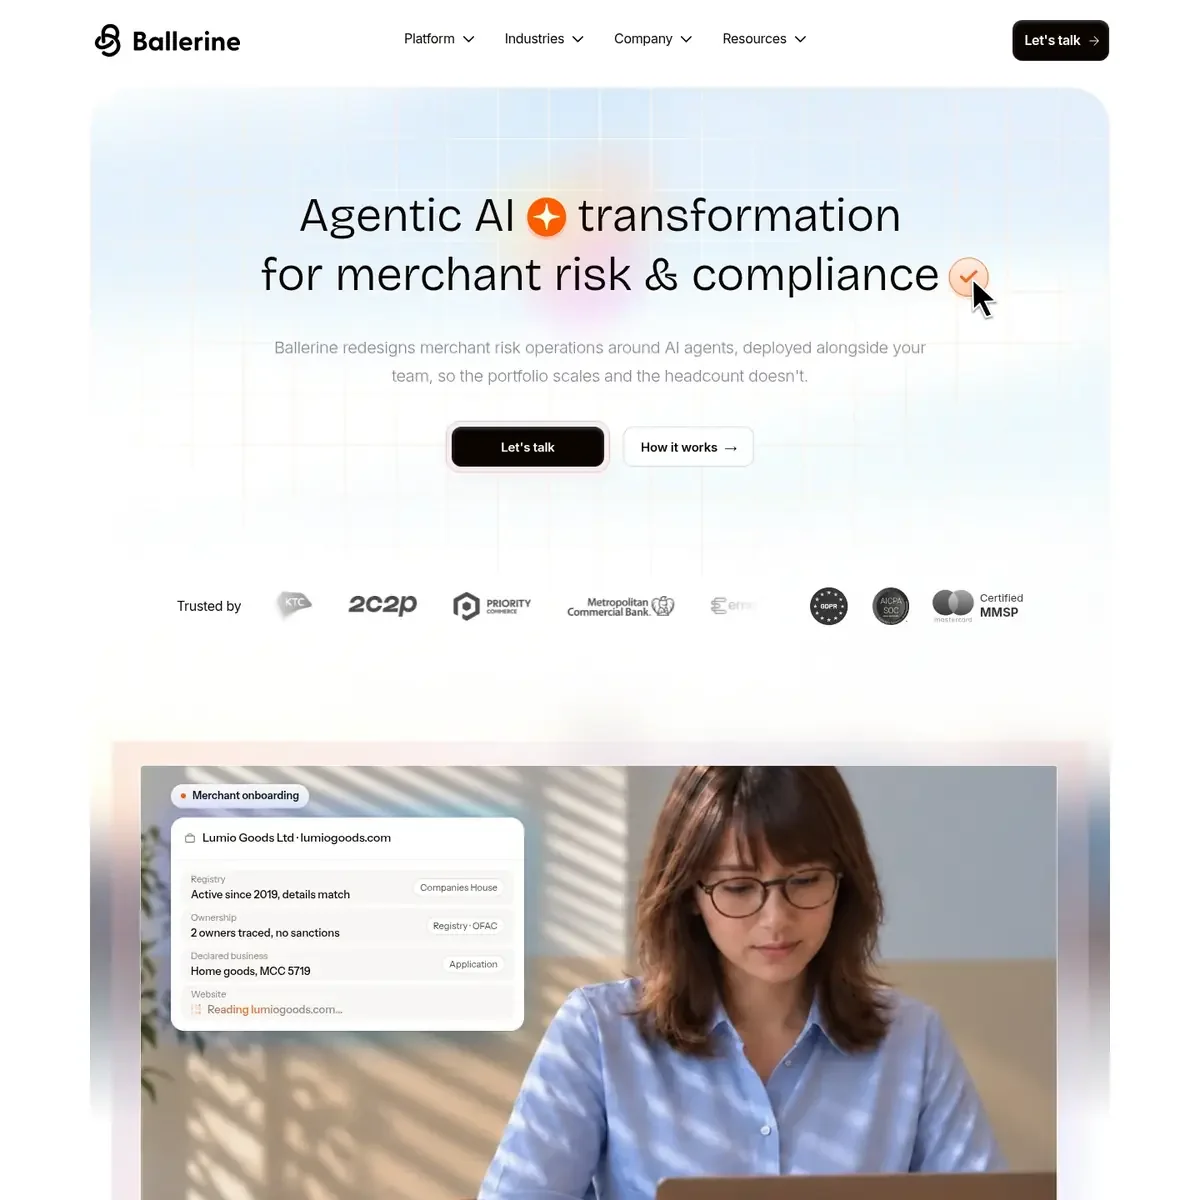 Ballerine
Platform
Industries
Company
Resources
Let's talk →
Agentic AI transformation
for merchant risk & compliance
Ballerine redesigns merchant risk operations around AI agents, deployed alongside your
team, so the portfolio scales and the headcount doesn't.
Let's talk
How it works →
Trusted by
KTC
2c2p
PRIORITY
COMMERCE
Metropolitan
Commercial Bank.
GDPR
AICPA
SOC
mastercard
Certified
MMSP
Merchant onboarding
Lumio Goods Ltd · lumiogoods.com
Registry
Active since 2019, details match
Companies House
Ownership
2 owners traced, no sanctions
Registry · OFAC
Declared business
Home goods, MCC 5719
Application
Website
Reading lumiogoods.com...